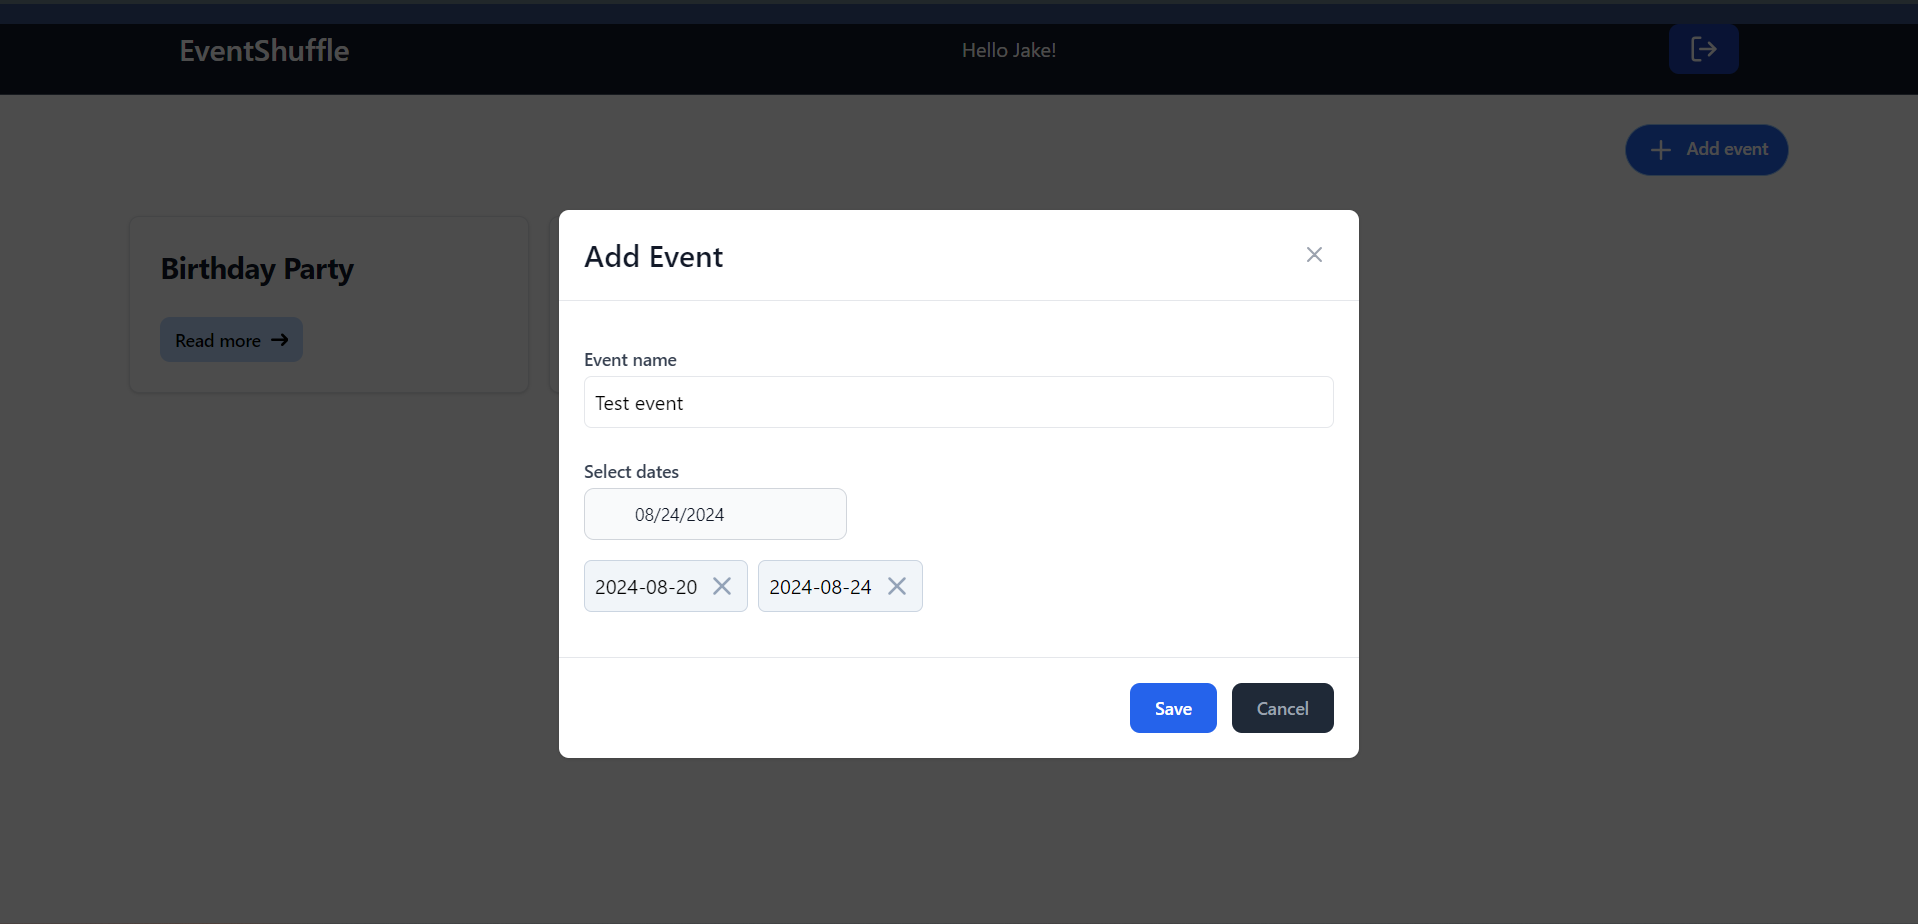 EventShuffle
Hello Jake!
Add event
Birthday Party
Read more
Add Event
Event name
Test event
Select dates
08/24/2024
2024-08-20
2024-08-24
Save
Cancel